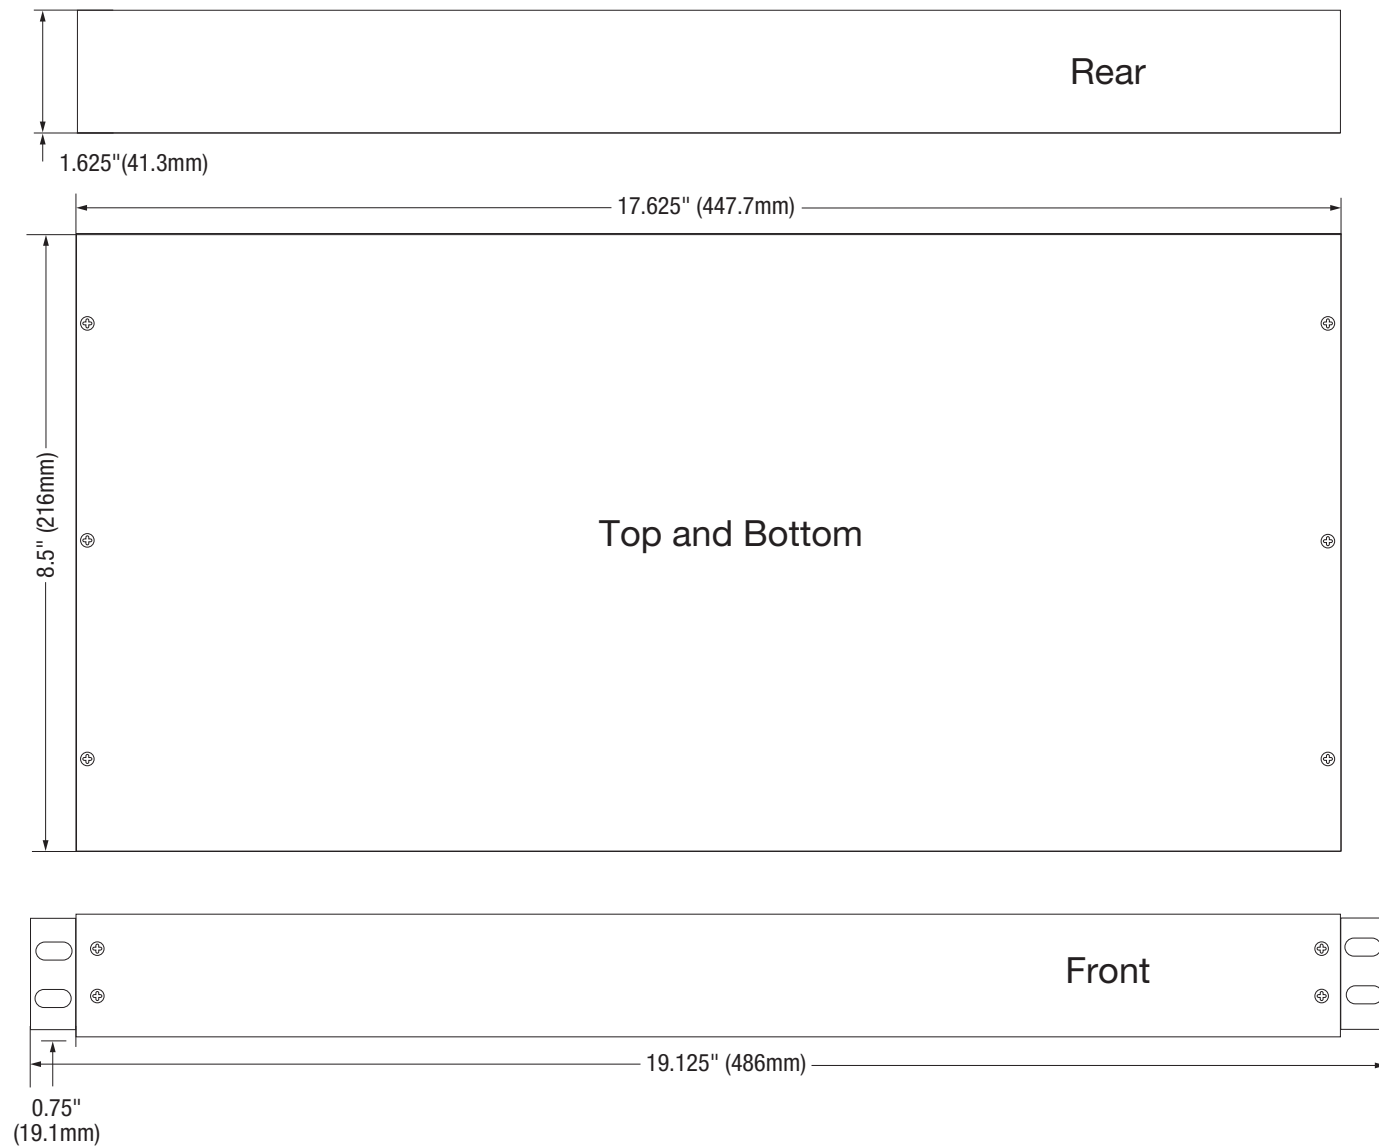 Rear
1.625"(41.3mm)
17.625" (447.7mm)
8.5" (216mm)
Top and Bottom
Front
19.125" (486mm)
0.75"
(19.1mm)